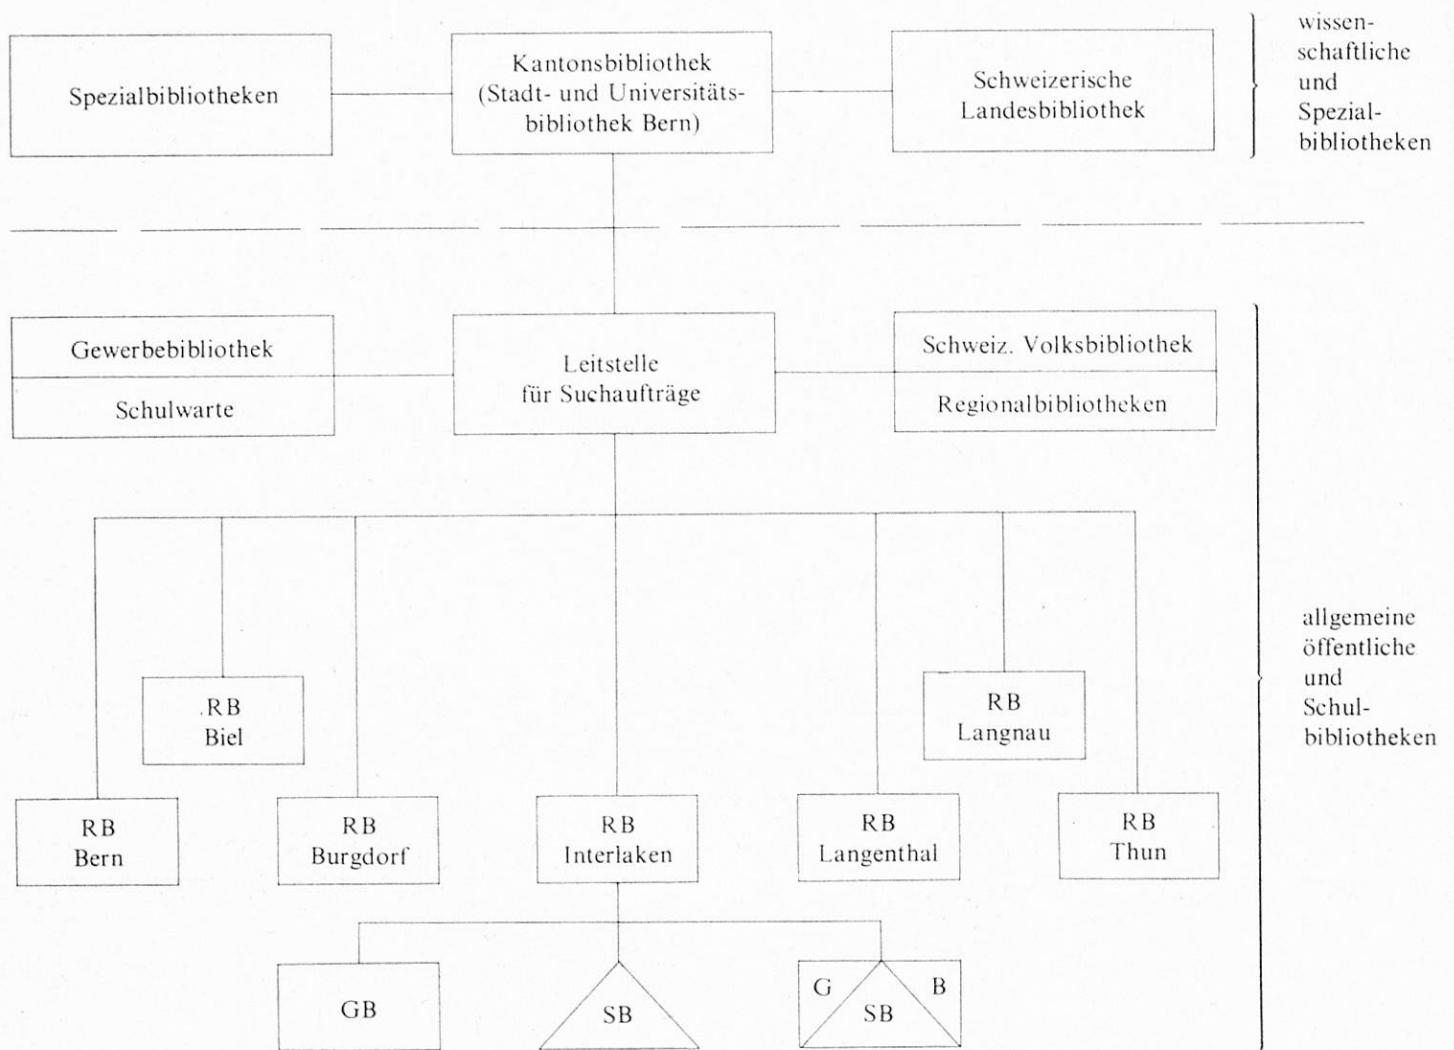 Spezialbibliotheken
Kantonsbibliothek
(Stadt- und Universitäts-
bibliothek Bern)
Schweizerische
Landesbibliothek
wissen-
schaftliche
und
Spezial-
bibliotheken
Gewerbebibliothek
Schulwarte
Leitstelle
für Suchaufträge
Schweiz. Volksbibliothek
Regionalbibliotheken
RB
Biel
RB
Langnau
RB
Bern
RB
Burgdorf
RB
Interlaken
RB
Langenthal
RB
Thun
allgemeine
öffentliche
und
Schul-
bibliotheken
GB
SB
G B
SB